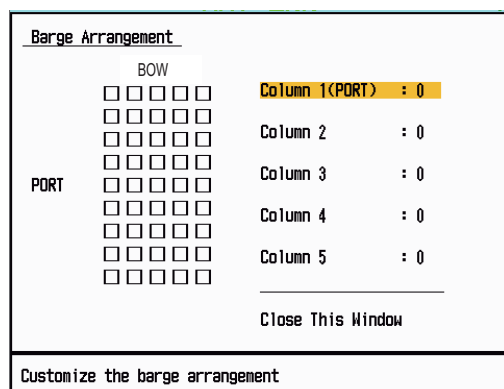 Barge Arrangement
BOW
PORT
Column 1(PORT) : 0
Column 2 : 0
Column 3 : 0
Column 4 : 0
Column 5 : 0
Close This Window
Customize the barge arrangement